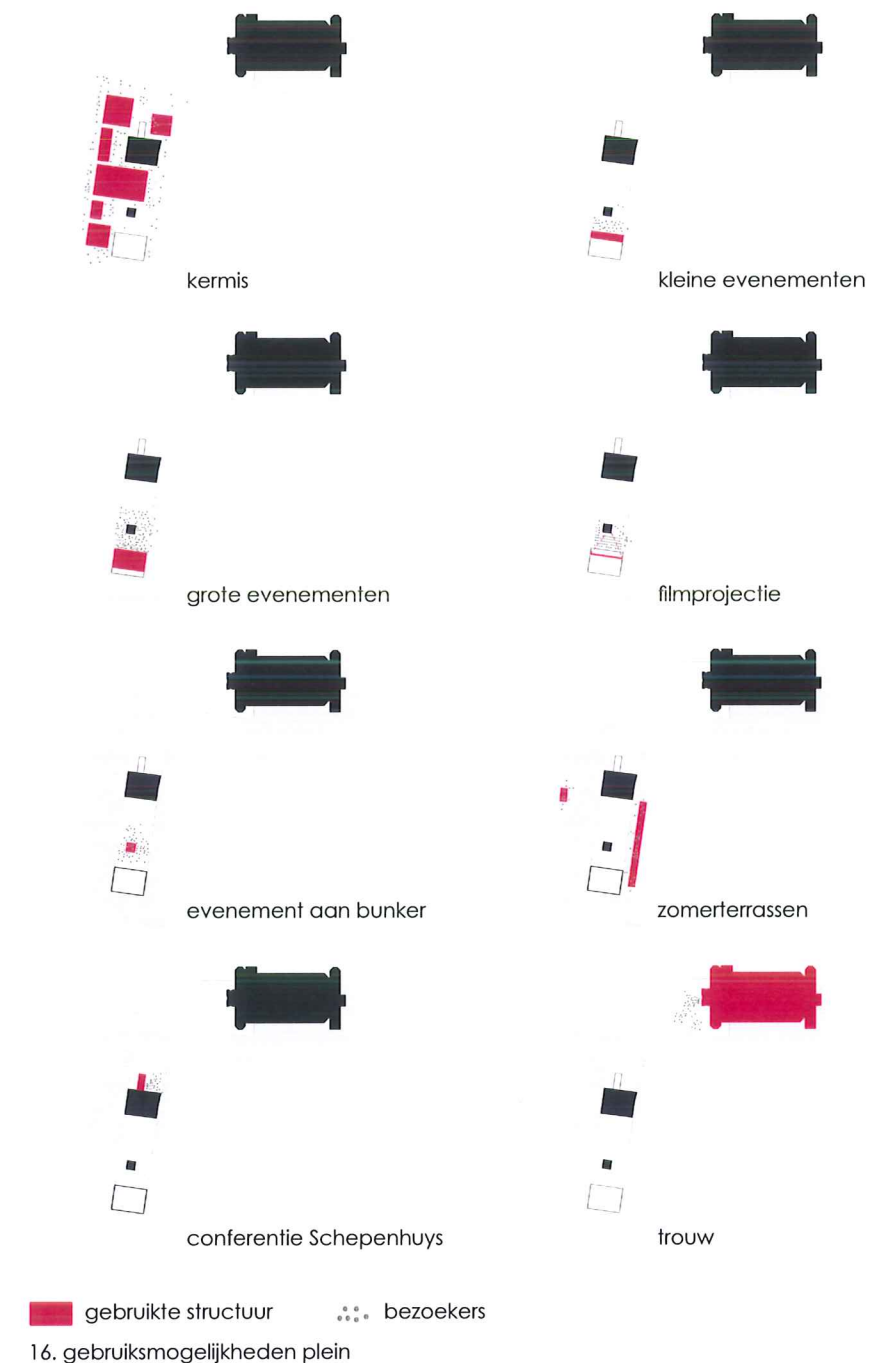 kermis
kleine evenementen
grote evenementen
filmprojectie
evenement aan bunker
zomerterrassen
conferentie Schepenhuys
trouw
gebruikte structuur
bezoekers
16. gebruiksmogelijkheden plein